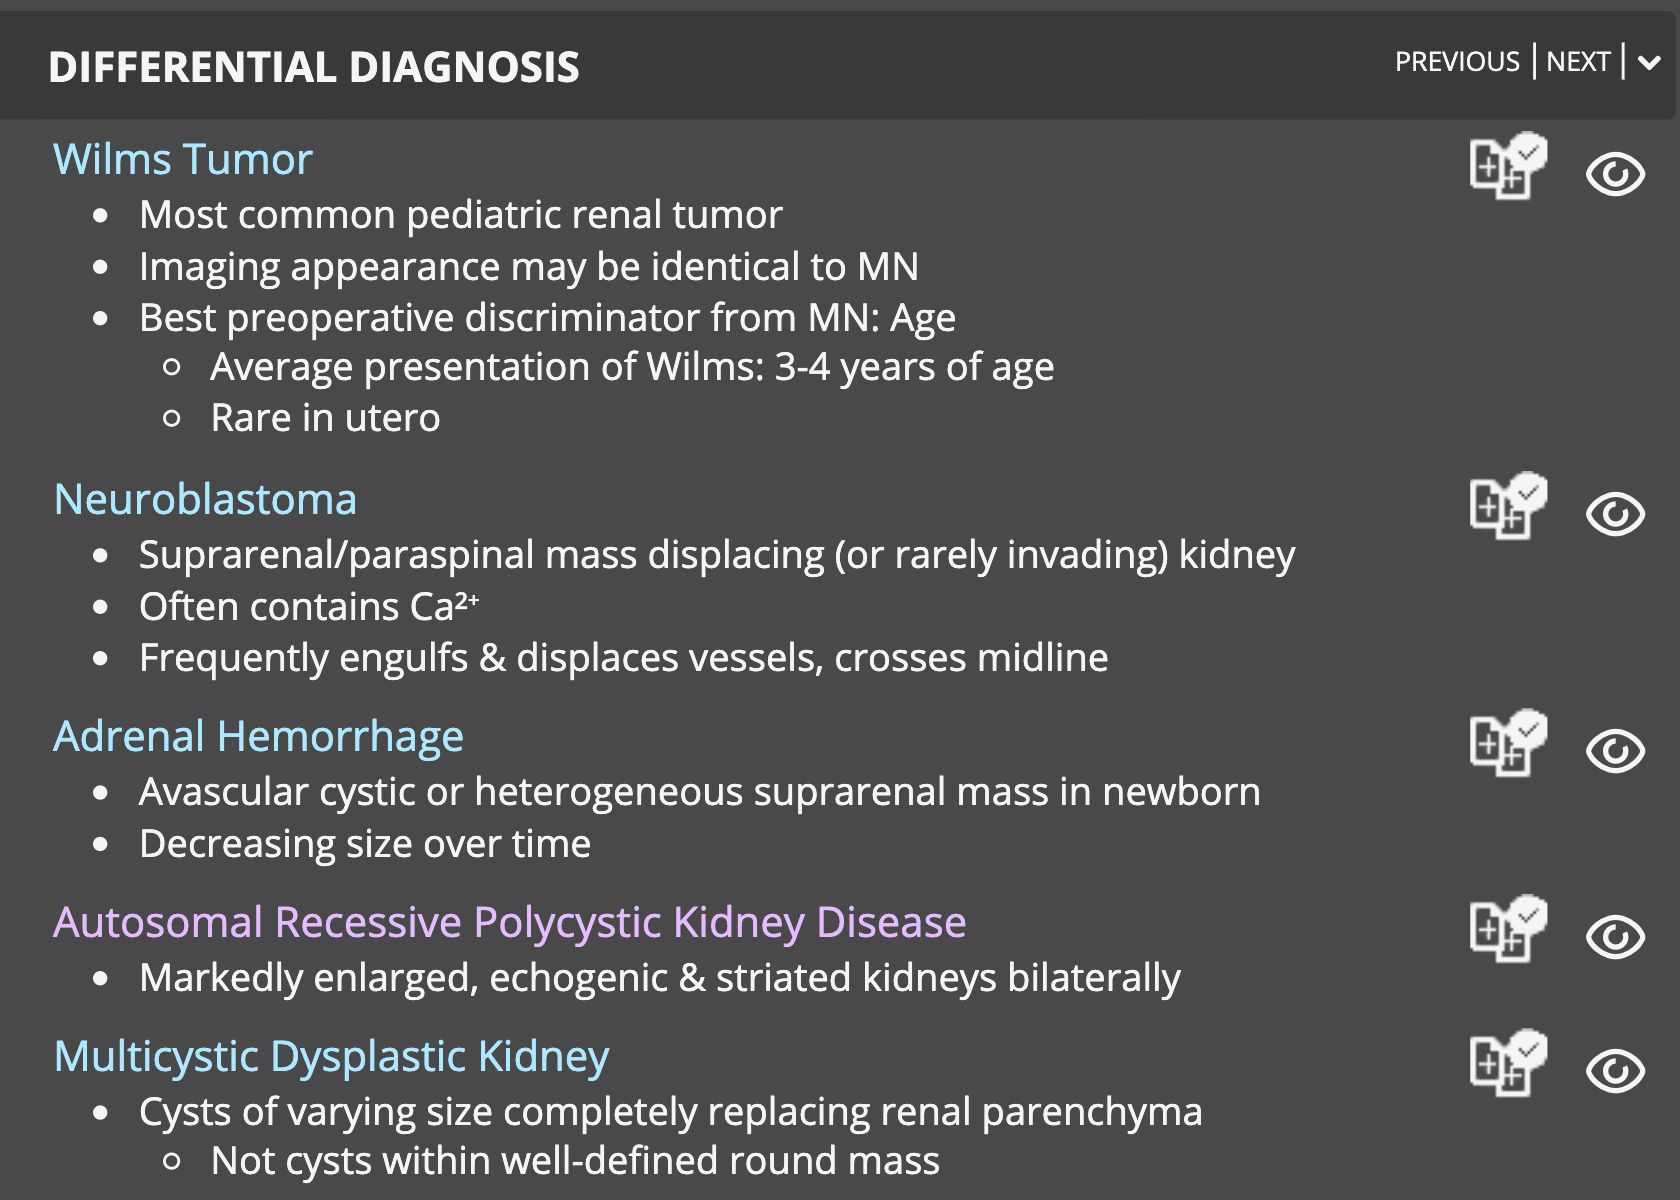 DIFFERENTIAL DIAGNOSIS
PREVIOUS | NEXT |
Wilms Tumor
• Most common pediatric renal tumor
• Imaging appearance may be identical to MN
• Best preoperative discriminator from MN: Age
○ Average presentation of Wilms: 3-4 years of age
○ Rare in utero
Neuroblastoma
• Suprarenal/paraspinal mass displacing (or rarely invading) kidney
• Often contains Ca²⁺
• Frequently engulfs & displaces vessels, crosses midline
Adrenal Hemorrhage
• Avascular cystic or heterogeneous suprarenal mass in newborn
• Decreasing size over time
Autosomal Recessive Polycystic Kidney Disease
• Markedly enlarged, echogenic & striated kidneys bilaterally
Multicystic Dysplastic Kidney
• Cysts of varying size completely replacing renal parenchyma
○ Not cysts within well-defined round mass